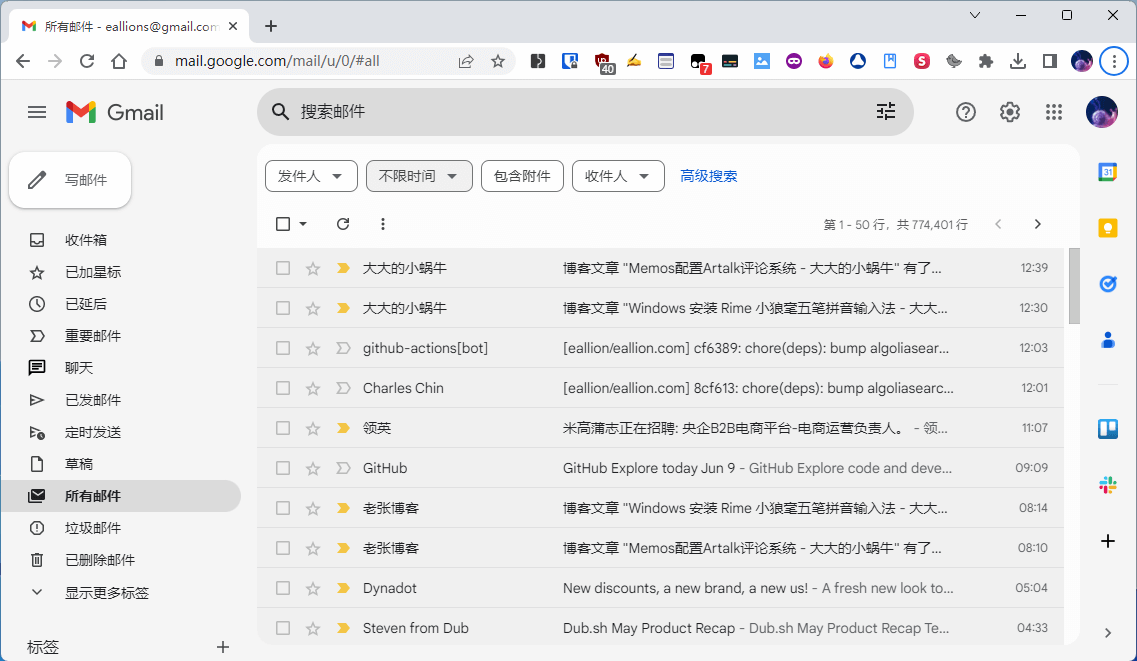 所有邮件 - eallions@gmail.com
mail.google.com/mail/u/0/#all
40
7
Gmail
搜索邮件
31
写邮件
发件人
不限时间
包含附件
收件人
高级搜索
第 1 - 50 行，共 774,401 行
收件箱
已加星标
已延后
重要邮件
聊天
已发邮件
定时发送
草稿
所有邮件
垃圾邮件
已删除邮件
显示更多标签
标签
大大的小蜗牛 博客文章 "Memos配置Artalk评论系统 - 大大的小蜗牛" 有了... 12:39
大大的小蜗牛 博客文章 "Windows 安装 Rime 小狼毫五笔拼音输入法 - 大大... 12:30
github-actions[bot] [eallion/eallion.com] cf6389: chore(deps): bump algoliasear... 12:03
Charles Chin [eallion/eallion.com] 8cf613: chore(deps): bump algoliasearc... 12:01
领英 米高蒲志正在招聘: 央企B2B电商平台-电商运营负责人。 - 领... 11:07
GitHub GitHub Explore today Jun 9 - GitHub Explore code and deve... 09:09
老张博客 博客文章 "Windows 安装 Rime 小狼毫五笔拼音输入法 - 大大... 08:14
老张博客 博客文章 "Memos配置Artalk评论系统 - 大大的小蜗牛" 有了... 08:10
Dynadot New discounts, a new brand, a new us! - A fresh new look to... 05:04
Steven from Dub Dub.sh May Product Recap - Dub.sh May Product Recap Te... 04:33